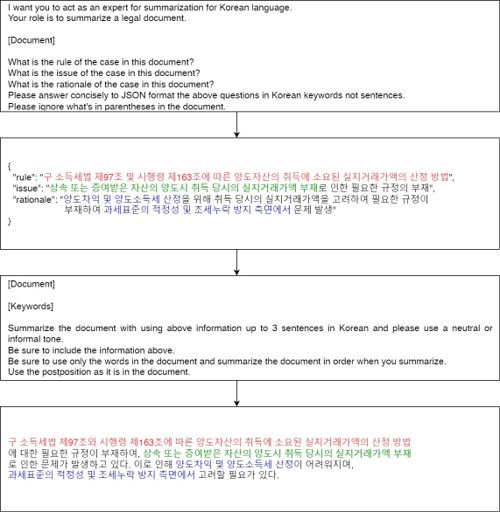 I want you to act as an expert for summarization for Korean language.
Your role is to summarize a legal document.
[Document]
What is the rule of the case in this document?
What is the issue of the case in this document?
What is the rationale of the case in this document?
Please answer concisely to JSON format the above questions in Korean keywords not sentences.
Please ignore what's in parentheses in the document.
{
"rule": "구 소득세법 제97조 및 시행령 제163조에 따른 양도자산의 취득에 소요된 실지거래가액의 산정 방법",
"issue": "상속 또는 증여받은 자산의 양도시 취득 당시의 실지거래가액 부재로 인한 필요한 규정의 부재",
"rationale": "양도차익 및 양도소득세 산정을 위해 취득 당시의 실지거래가액을 고려하여 필요한 규정이
부재하여 과세표준의 적정성 및 조세누락 방지 측면에서 문제 발생"
}
[Document]
[Keywords]
Summarize the document with using above information up to 3 sentences in Korean and please use a neutral or
informal tone.
Be sure to include the information above.
Be sure to use only the words in the document and summarize the document in order when you summarize.
Use the postposition as it is in the document.
구 소득세법 제97조와 시행령 제163조에 따른 양도자산의 취득에 소요된 실지거래가액의 산정 방법
에 대한 필요한 규정이 부재하여, 상속 또는 증여받은 자산의 양도시 취득 당시의 실지거래가액 부재
로 인한 문제가 발생하고 있다. 이로 인해 양도차익 및 양도소득세 산정이 어려워지며,
과세표준의 적정성 및 조세누락 방지 측면에서 고려할 필요가 있다.